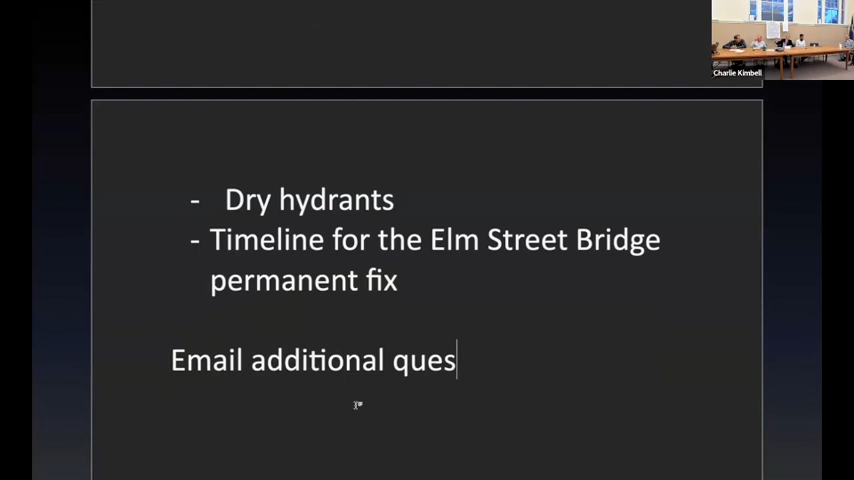 Charlie Kimbell
- Dry hydrants
- Timeline for the Elm Street Bridge
permanent fix
Email additional ques